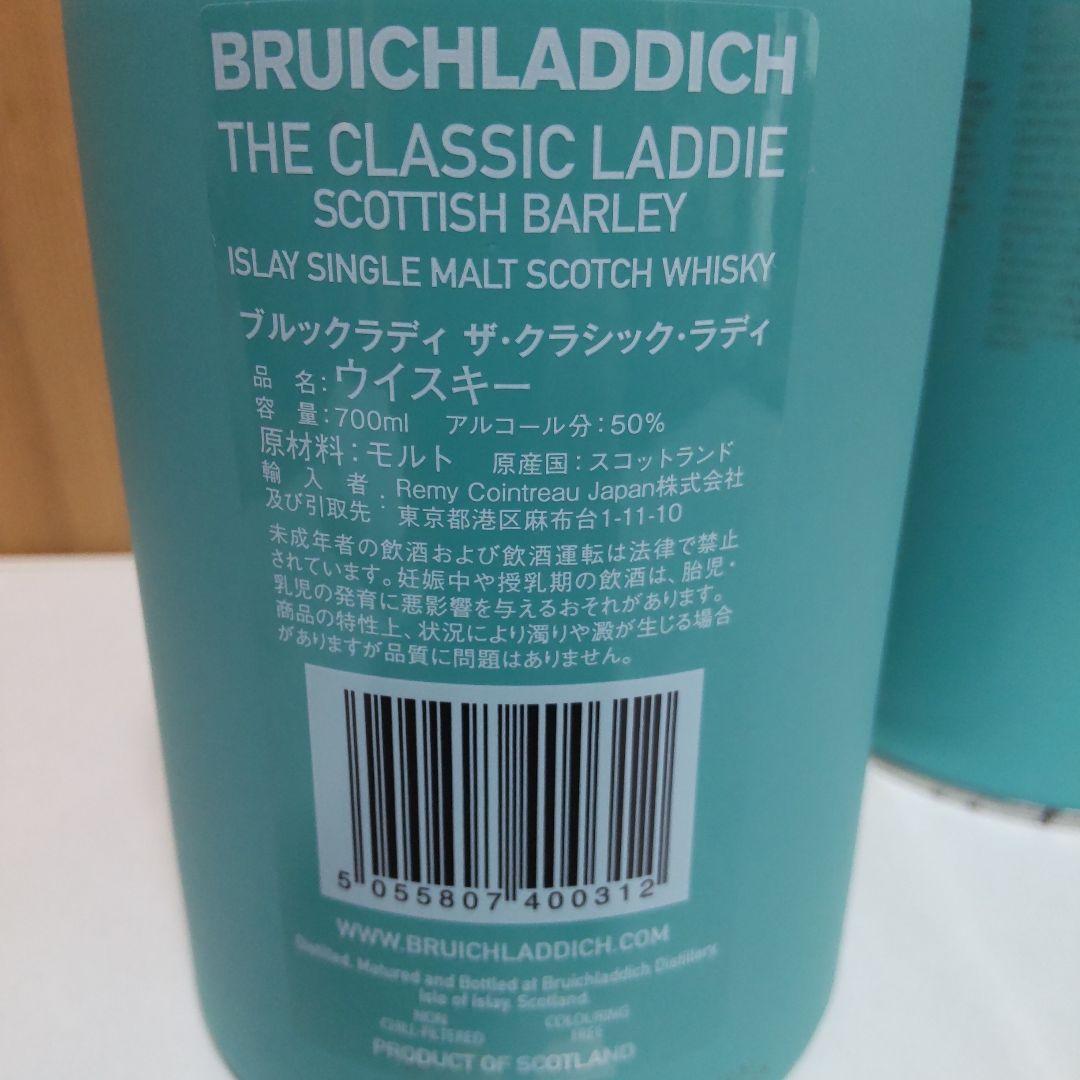 BRUICHLADDICH
THE CLASSIC LADDIE
SCOTTISH BARLEY
ISLAY SINGLE MALT SCOTCH WHISKY
ブルックラディ ザ・クラシック・ラディ
品 名：ウイスキー
容 量：700ml アルコール分：50%
原材料：モルト 原産国：スコットランド
輸 入 者 ： Remy Cointreau Japan株式会社
及び引取先 東京都港区麻布台1-11-10
未成年者の飲酒および飲酒運転は法律で禁止
されています。妊娠中や授乳期の飲酒は、胎児・
乳児の発育に悪影響を与えるおそれがあります。
商品の特性上、状況により濁りや澱が生じる場合
がありますが品質に問題はありません。
5 055807 400312
WWW.BRUICHLADDICH.COM
Distilled, Matured and Bottled at Bruichladdich Distillery,
Isle of Islay, Scotland
NON COLOURING
CHILL-FILTERED FREE
PRODUCT OF SCOTLAND